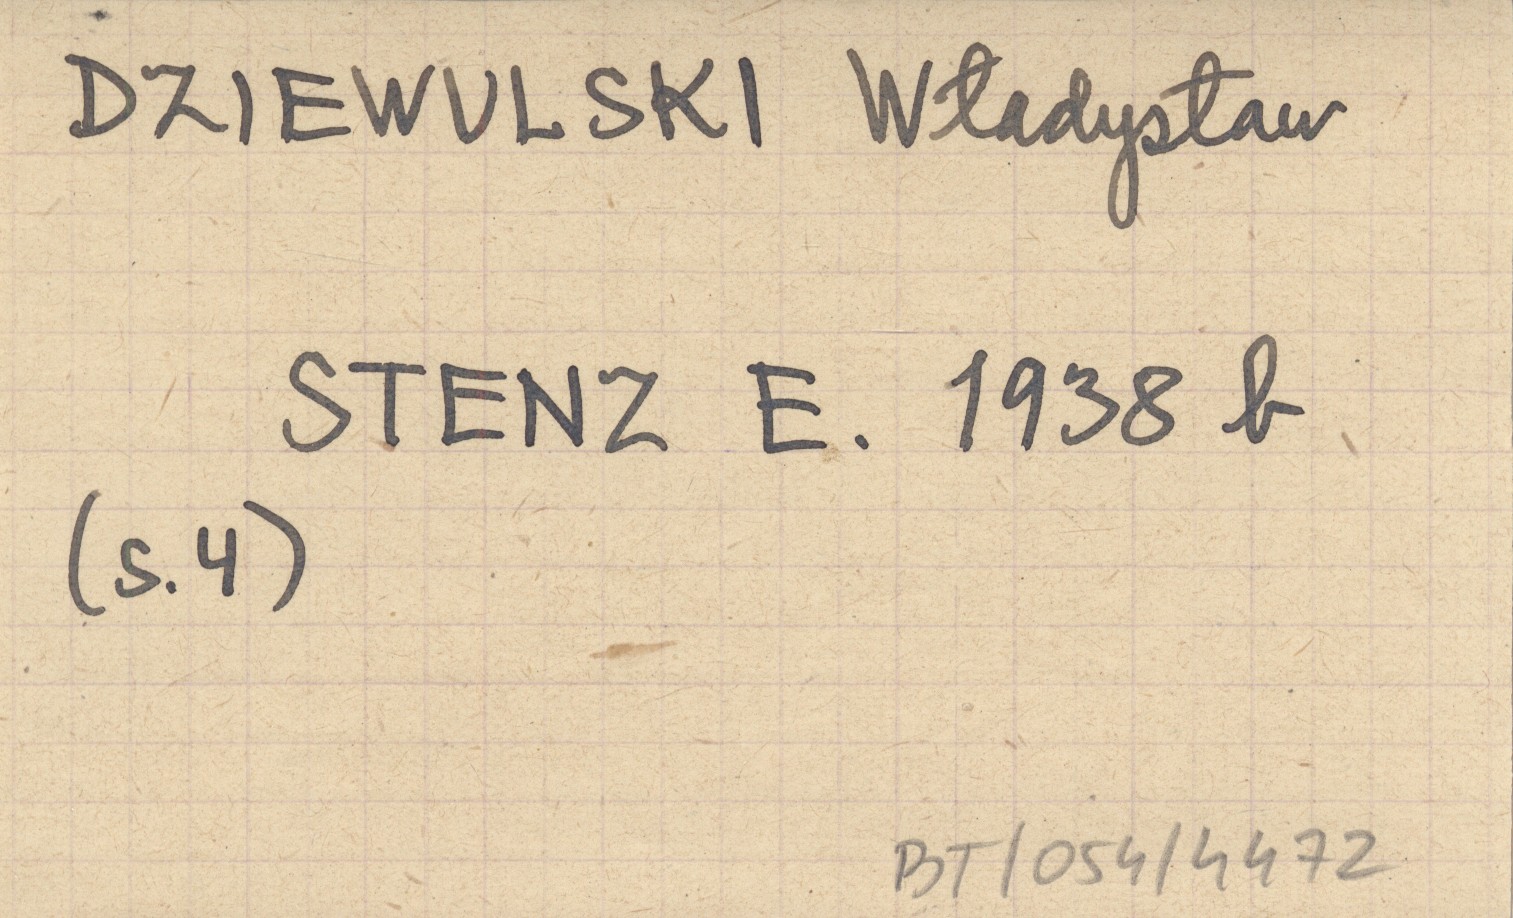 DZIEWULSKI Władysław
STENZ E. 1938 b
(s.4)
BT/054/4472